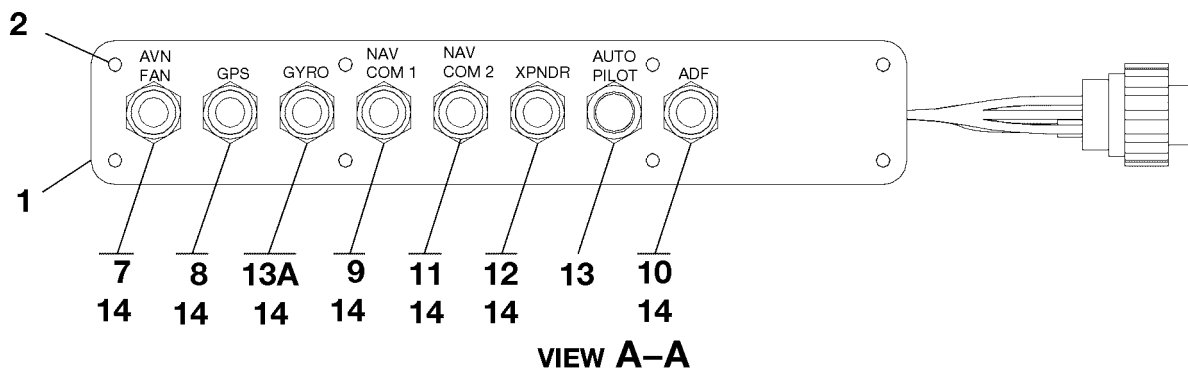 2
AVN
FAN
GPS
GYRO
NAV
COM 1
NAV
COM 2
XPNDR
AUTO
PILOT
ADF
1
7
14
8
14
13A
14
9
14
11
14
12
14
13
10
14
VIEW A–A